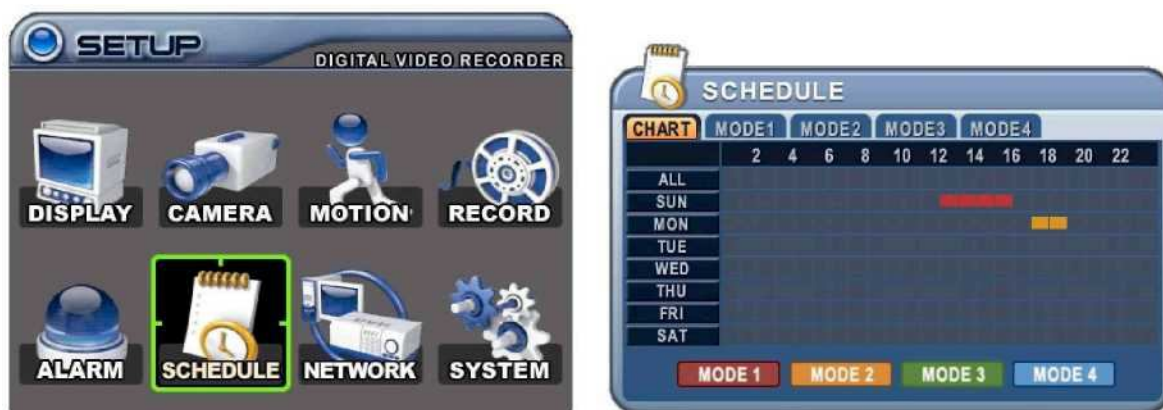 SETUP
DIGITAL VIDEO RECORDER
DISPLAY CAMERA MOTION RECORD
ALARM SCHEDULE NETWORK SYSTEM
SCHEDULE
CHART MODE1 MODE2 MODE3 MODE4
2 4 6 8 10 12 14 16 18 20 22
ALL
SUN
MON
TUE
WED
THU
FRI
SAT
MODE 1 MODE 2 MODE 3 MODE 4